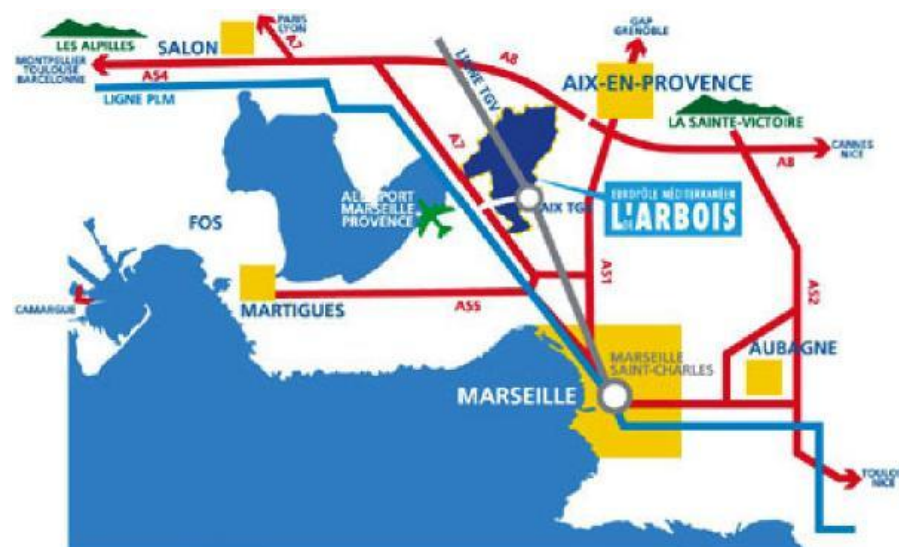 PARIS
LYON
GAP
GRENOBLE
LES ALPILLES
SALON
A7
MONTPELLIER
TOULOUSE
BARCELONNE
A54
LIGNE PLM
LIGNE TGV
A8
AIX-EN-PROVENCE
LA SAINTE-VICTOIRE
CANNES
NICE
A8
A7
MARSEILLE
PROVENCE
AIX TGV
EUROPÔLE MÉDITERRANÉEN
L'DE ARBOIS
FOS
CAMARGUE
MARTIGUES
A55
A51
A52
MARSEILLE
SAINT-CHARLES
AUBAGNE
MARSEILLE
TOULON
NICE